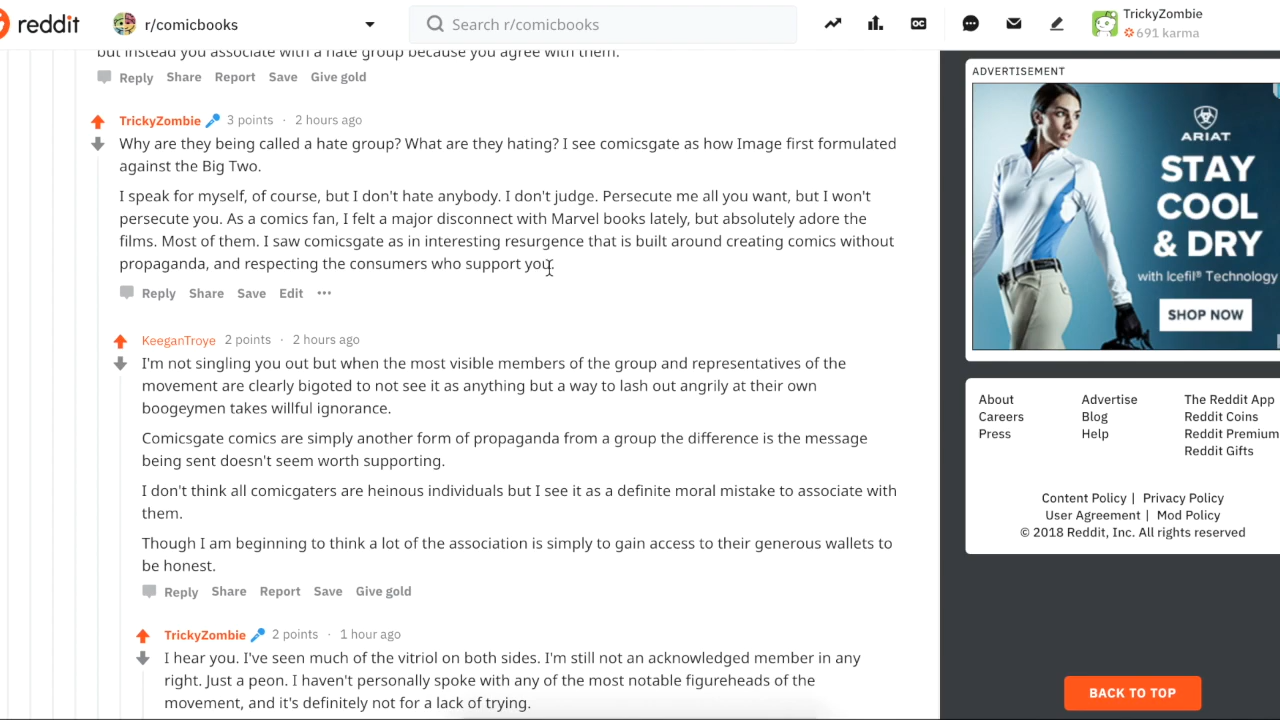 reddit
r/comicbooks
Search r/comicbooks
TrickyZombie
691 karma
but instead you associate with a hate group because you agree with them.
Reply Share Report Save Give gold
TrickyZombie 3 points · 2 hours ago
Why are they being called a hate group? What are they hating? I see comicsgate as how Image first formulated
against the Big Two.
I speak for myself, of course, but I don't hate anybody. I don't judge. Persecute me all you want, but I won't
persecute you. As a comics fan, I felt a major disconnect with Marvel books lately, but absolutely adore the
films. Most of them. I saw comicsgate as in interesting resurgence that is built around creating comics without
propaganda, and respecting the consumers who support you.
Reply Share Save Edit ...
KeeganTroye 2 points · 2 hours ago
I'm not singling you out but when the most visible members of the group and representatives of the
movement are clearly bigoted to not see it as anything but a way to lash out angrily at their own
boogeymen takes willful ignorance.
Comicsgate comics are simply another form of propaganda from a group the difference is the message
being sent doesn't seem worth supporting.
I don't think all comicgaters are heinous individuals but I see it as a definite moral mistake to associate with
them.
Though I am beginning to think a lot of the association is simply to gain access to their generous wallets to
be honest.
Reply Share Report Save Give gold
TrickyZombie 2 points · 1 hour ago
I hear you. I've seen much of the vitriol on both sides. I'm still not an acknowledged member in any
right. Just a peon. I haven't personally spoke with any of the most notable figureheads of the
movement, and it's definitely not for a lack of trying.
ADVERTISEMENT
ARIAT
STAY
COOL
& DRY
with Icefil® Technology
SHOP NOW
About Advertise The Reddit App
Careers Blog Reddit Coins
Press Help Reddit Premium
Reddit Gifts
Content Policy | Privacy Policy
User Agreement | Mod Policy
© 2018 Reddit, Inc. All rights reserved
BACK TO TOP